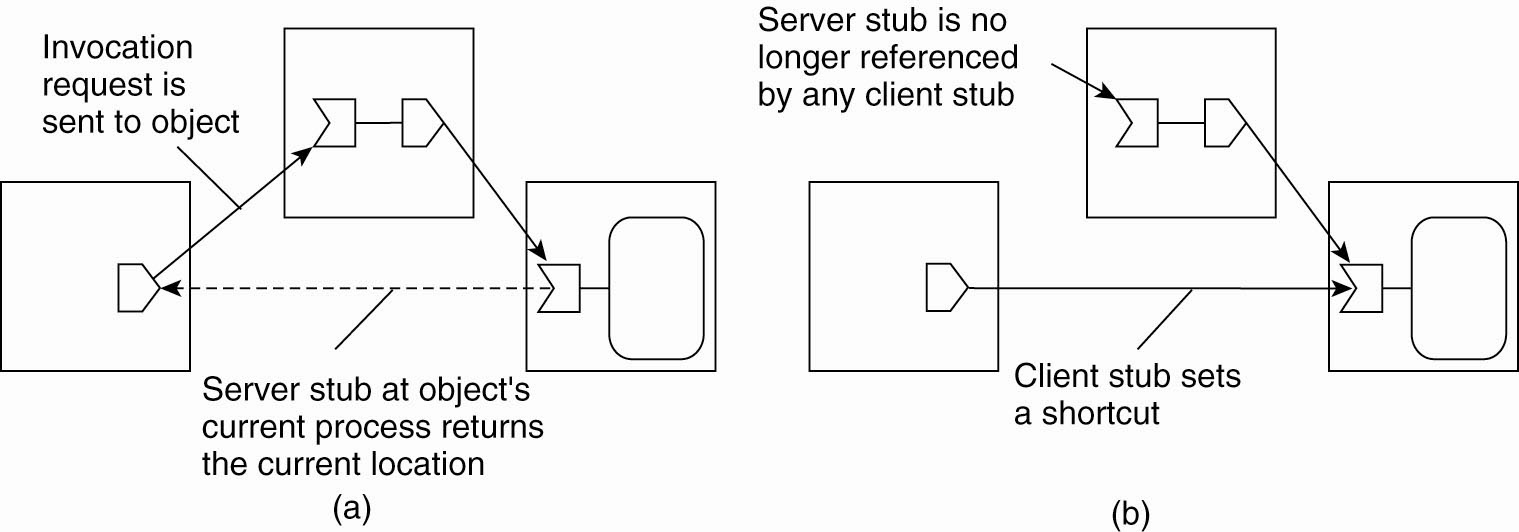 Invocation
request is
sent to object
Server stub at object's
current process returns
the current location
(a)
Server stub is no
longer referenced
by any client stub
Client stub sets
a shortcut
(b)